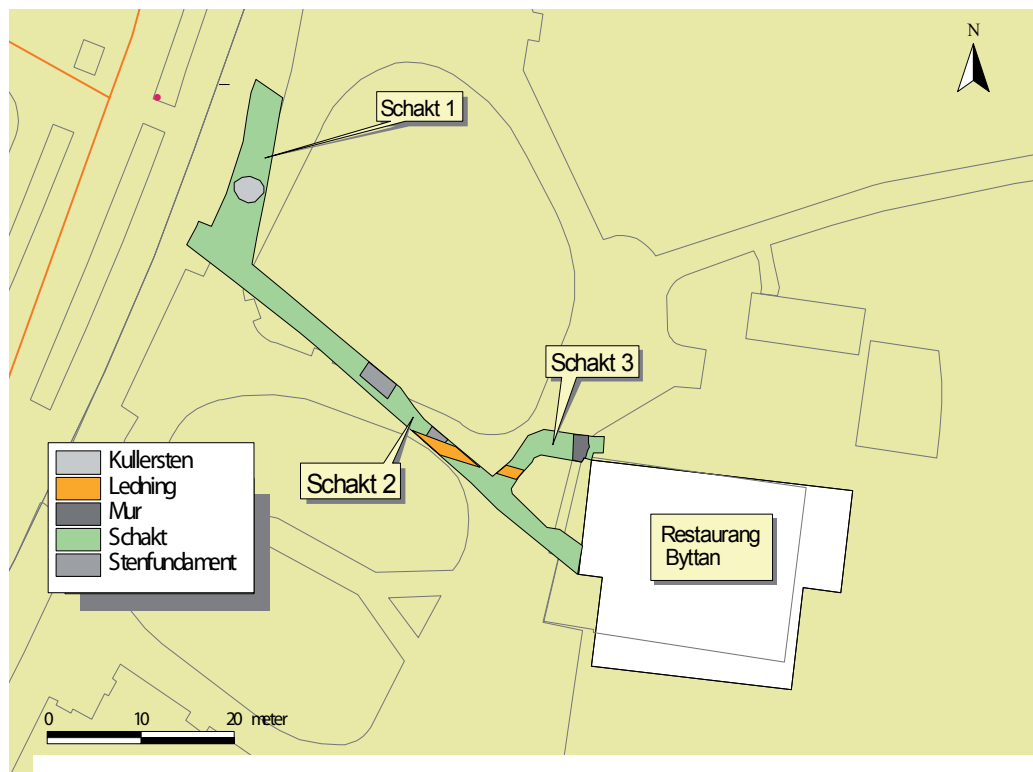 N
Schakt 1
Schakt 3
Schakt 2
Kullersten
Ledning
Mur
Schakt
Stenfundament
Restaurang
Byttan
0 10 20 meter